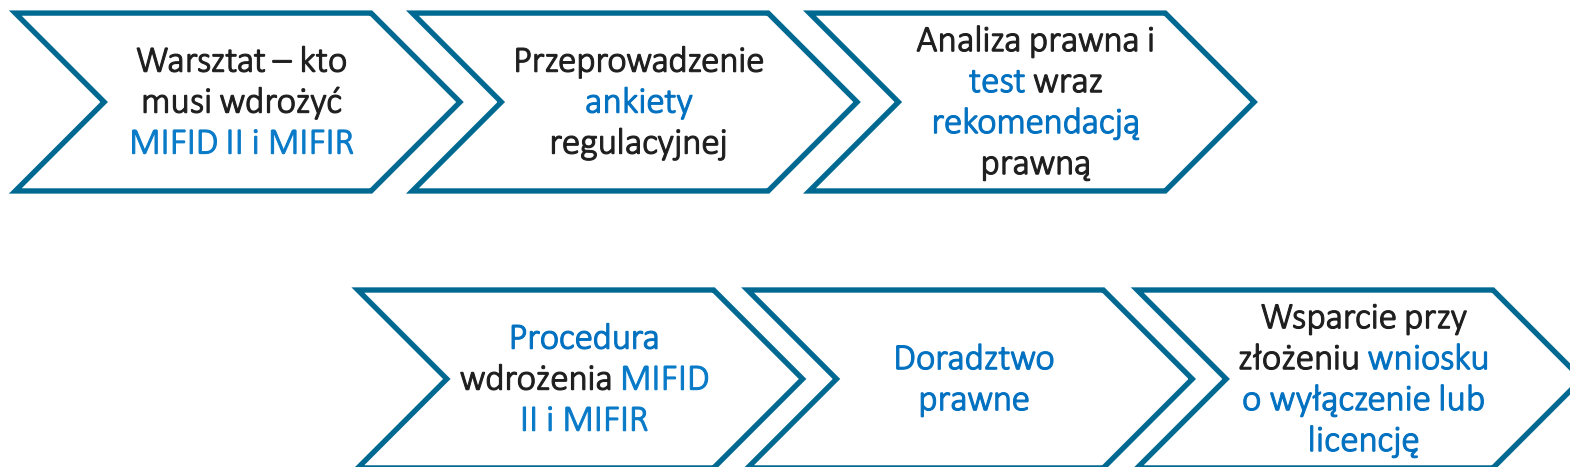 Warsztat – kto
musi wdrożyć
MIFID II i MIFIR
Przeprowadzenie
ankiety
regulacyjnej
Analiza prawna i
test wraz
rekomendacją
prawną
Procedura
wdrożenia MIFID
II i MIFIR
Doradztwo
prawne
Wsparcie przy
złożeniu wniosku
o wyłączenie lub
licencję